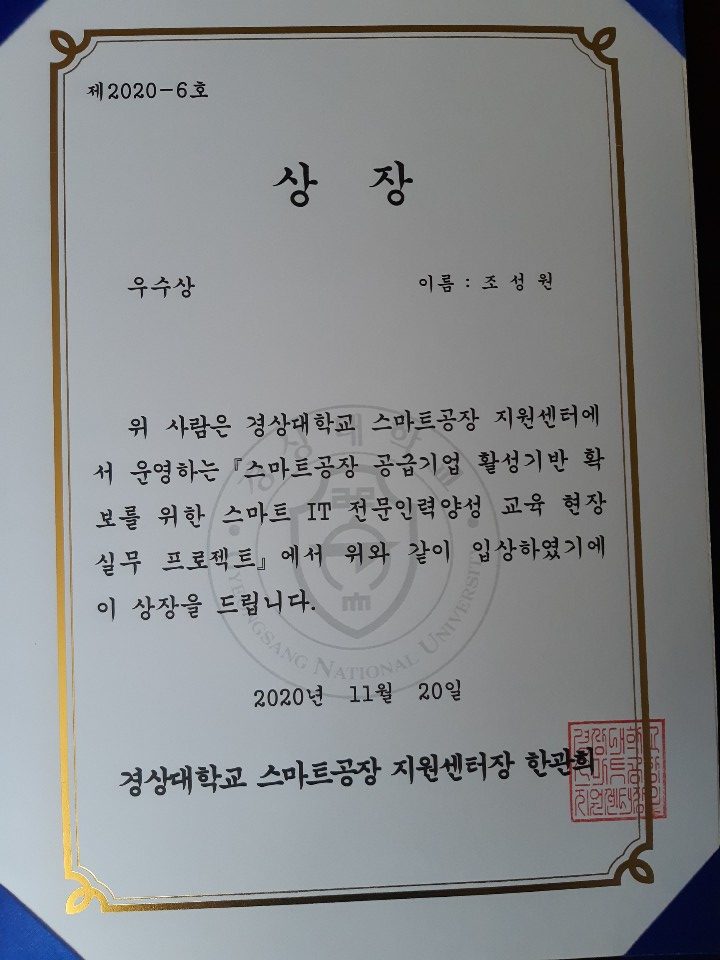 제2020-6호
상 장
우수상
이름 : 조 성 원
위 사람은 경상대학교 스마트공장 지원센터에
서 운영하는 『스마트공장 공급기업 활성기반 확
보를 위한 스마트 IT 전문인력양성 교육 현장
실무 프로젝트』에서 위와 같이 입상하였기에
이 상장을 드립니다.
GYEONGSANG NATIONAL UNIVERSITY
2020년 11월 20일
경상대학교 스마트공장 지원센터장 한관희